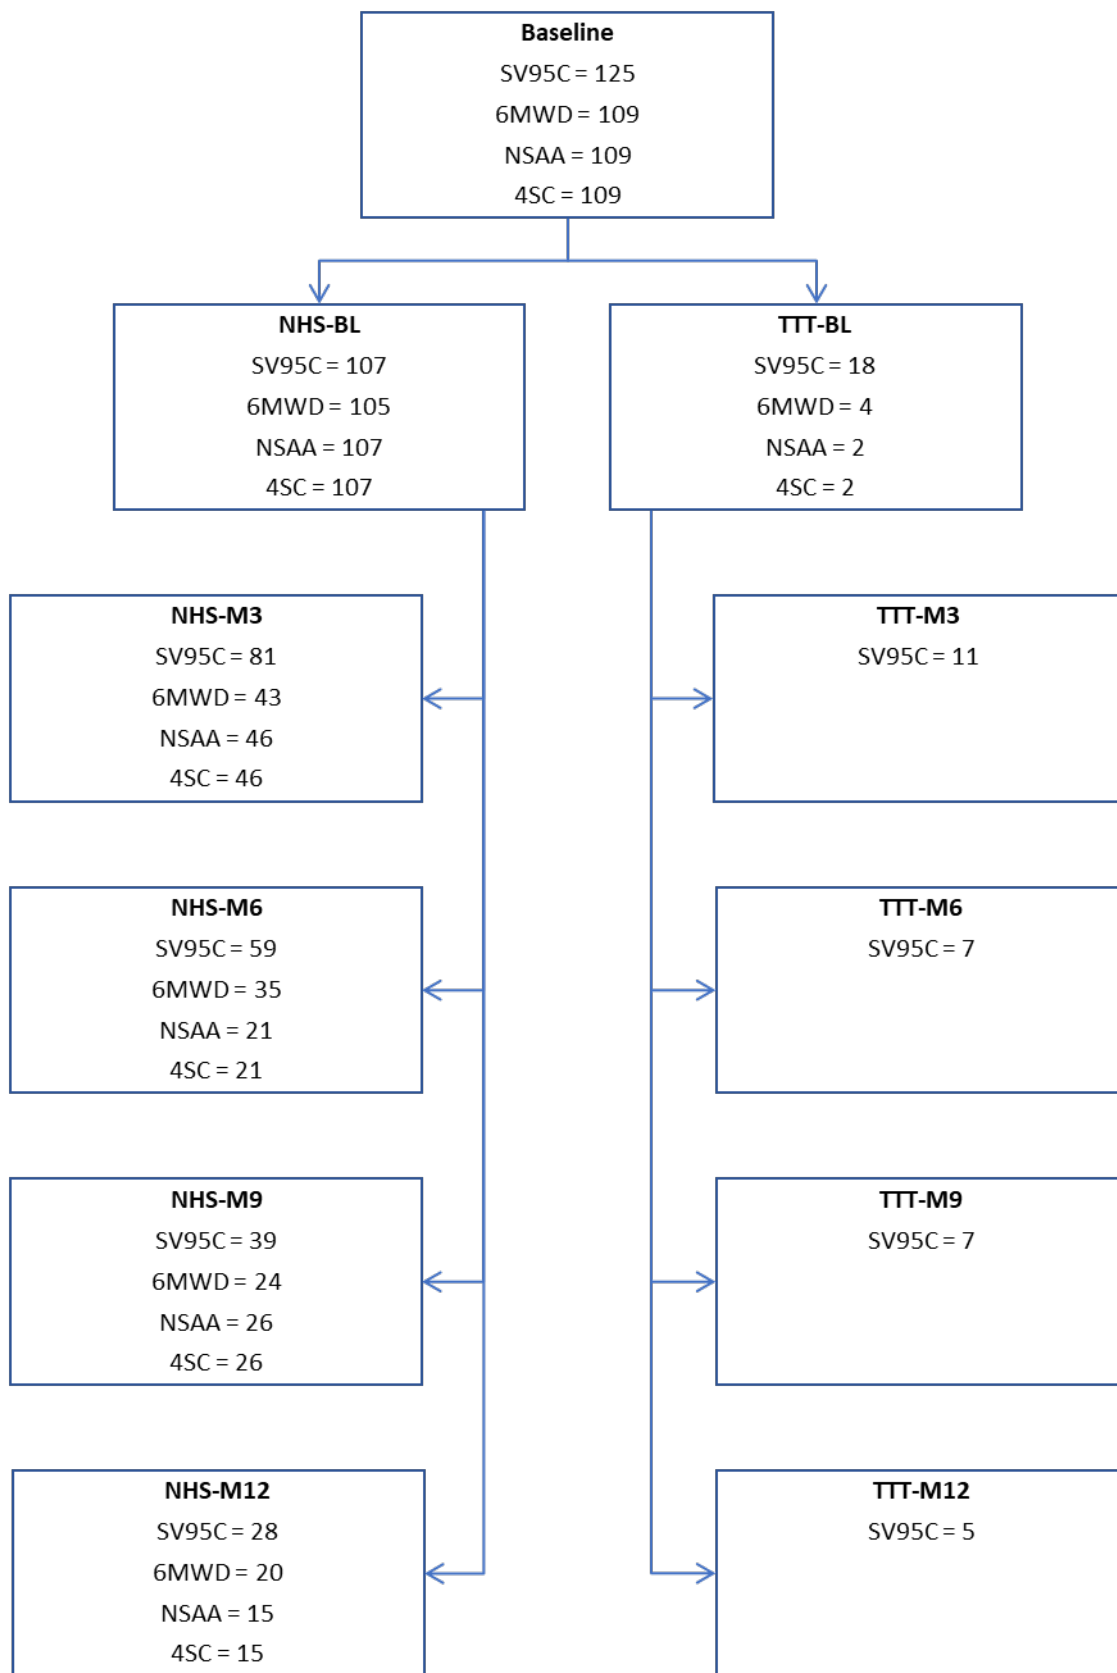 Baseline
SV95C = 125
6MWD = 109
NSAA = 109
4SC = 109
NHS-BL
SV95C = 107
6MWD = 105
NSAA = 107
4SC = 107
TTT-BL
SV95C = 18
6MWD = 4
NSAA = 2
4SC = 2
NHS-M3
SV95C = 81
6MWD = 43
NSAA = 46
4SC = 46
TTT-M3
SV95C = 11
NHS-M6
SV95C = 59
6MWD = 35
NSAA = 21
4SC = 21
TTT-M6
SV95C = 7
NHS-M9
SV95C = 39
6MWD = 24
NSAA = 26
4SC = 26
TTT-M9
SV95C = 7
NHS-M12
SV95C = 28
6MWD = 20
NSAA = 15
4SC = 15
TTT-M12
SV95C = 5